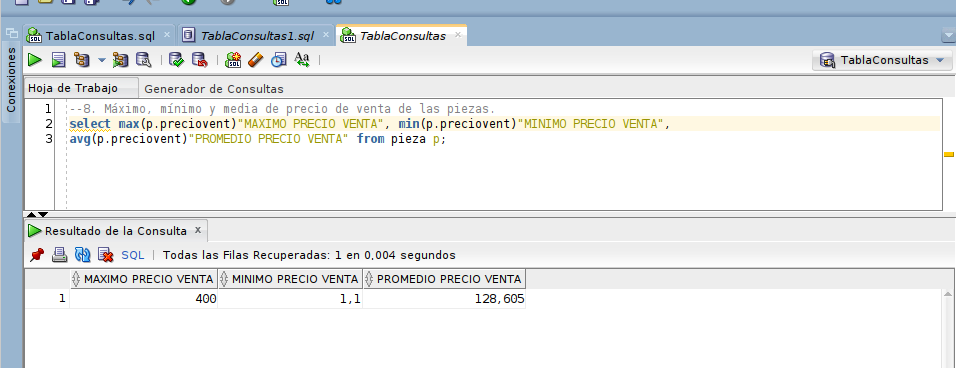 TablaConsultas.sql TablaConsultas1.sql TablaConsultas
SQL Aa TablaConsultas
Conexiones
Hoja de Trabajo Generador de Consultas
1 --8. Máximo, mínimo y media de precio de venta de las piezas.
2 select max(p.preciovent)"MAXIMO PRECIO VENTA", min(p.preciovent)"MINIMO PRECIO VENTA",
3 avg(p.preciovent)"PROMEDIO PRECIO VENTA" from pieza p;
Resultado de la Consulta x
SQL | Todas las Filas Recuperadas: 1 en 0,004 segundos
MAXIMO PRECIO VENTA MINIMO PRECIO VENTA PROMEDIO PRECIO VENTA
1 400 1,1 128,605